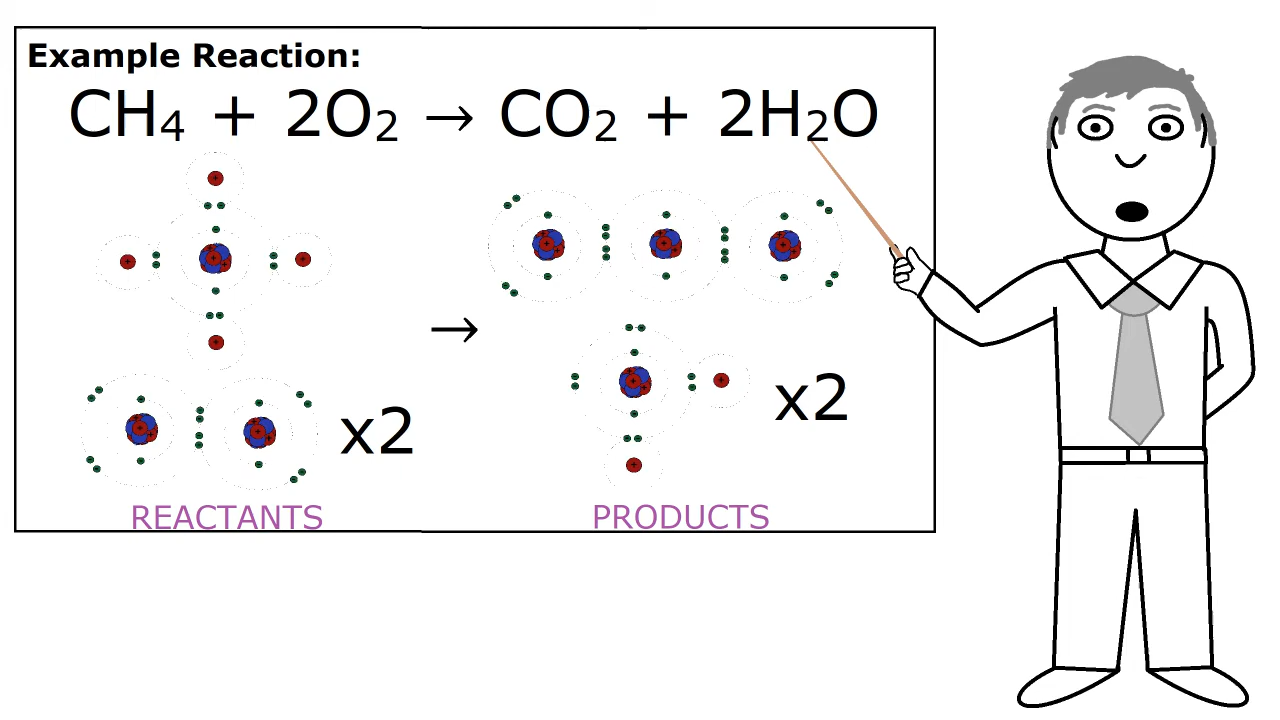 Example Reaction:
CH₄ + 2O₂ → CO₂ + 2H₂O
→
x2
x2
REACTANTS
PRODUCTS